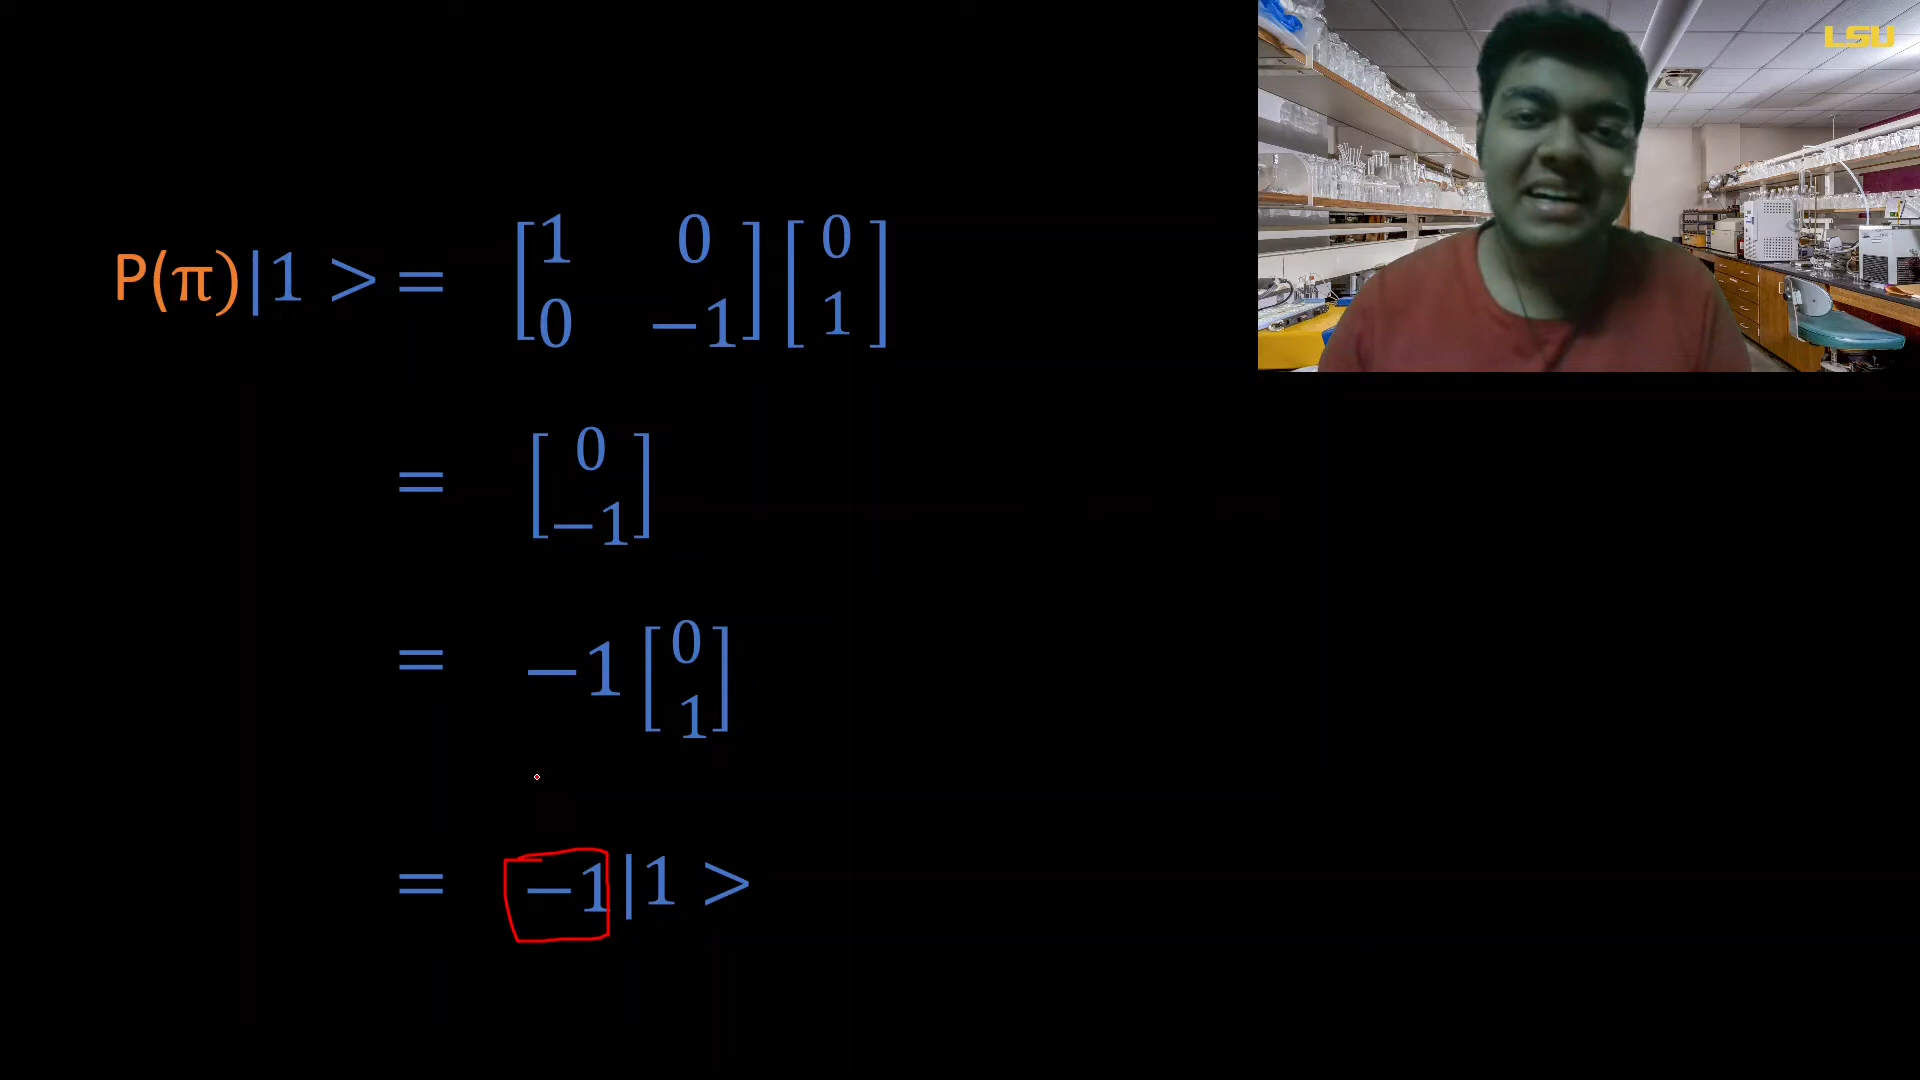 LSU
P(π)|1 > = [1 0] [0]
[0 −1] [1]
= [0]
[−1]
= −1 [0]
[1]
= −1|1 >